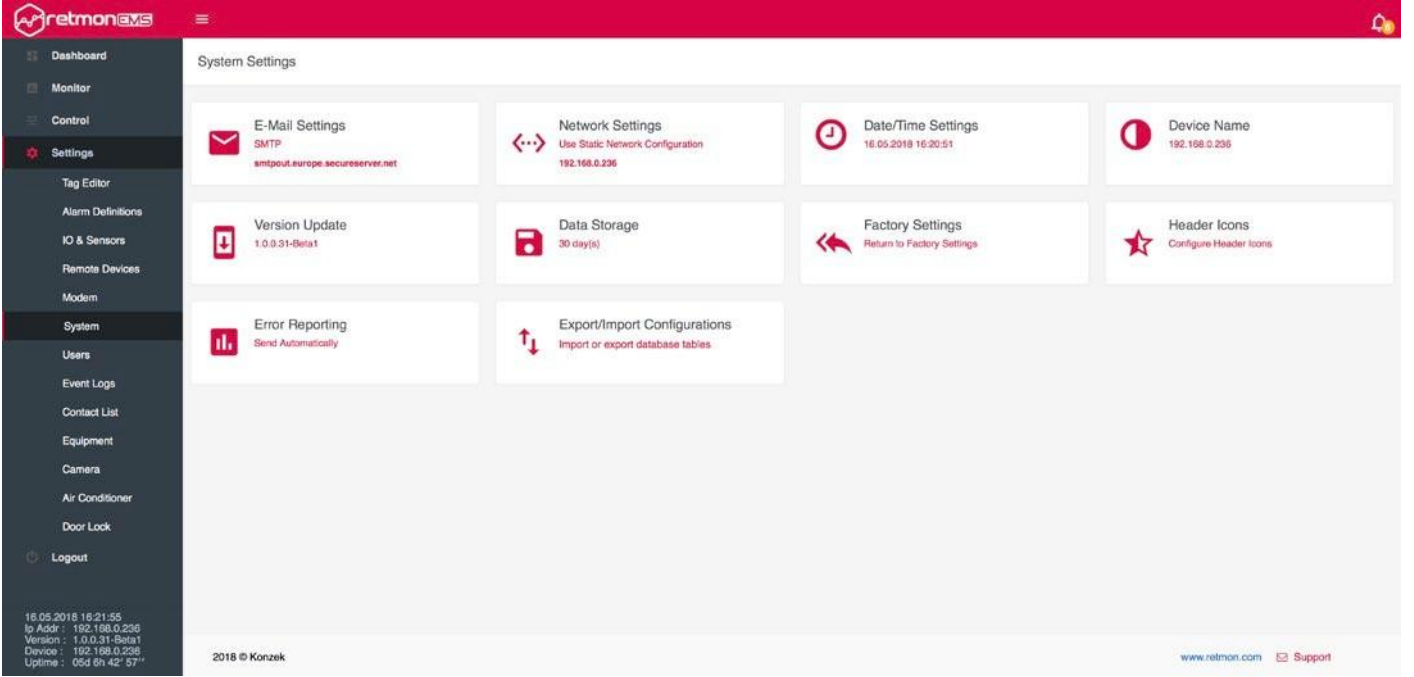 retmon EMS
6
Dashboard
Monitor
Control
Settings
Tag Editor
Alarm Definitions
IO & Sensors
Remote Devices
Modem
System
Users
Event Logs
Contact List
Equipment
Camera
Air Conditioner
Door Lock
Logout
16.05.2018 16:21:55
Ip Addr : 192.168.0.236
Version : 1.0.0.31-Beta1
Device : 192.168.0.236
Uptime : 05d 6h 42' 57''
System Settings
E-Mail Settings
SMTP
smtpout.europe.secureserver.net
Network Settings
Use Static Network Configuration
192.168.0.236
Date/Time Settings
16.05.2018 16:20:51
Device Name
192.168.0.236
Version Update
1.0.0.31-Beta1
Data Storage
30 day(s)
Factory Settings
Return to Factory Settings
Header Icons
Configure Header Icons
Error Reporting
Send Automatically
Export/Import Configurations
Import or export database tables
2018 © Konzek
www.retmon.com
Support